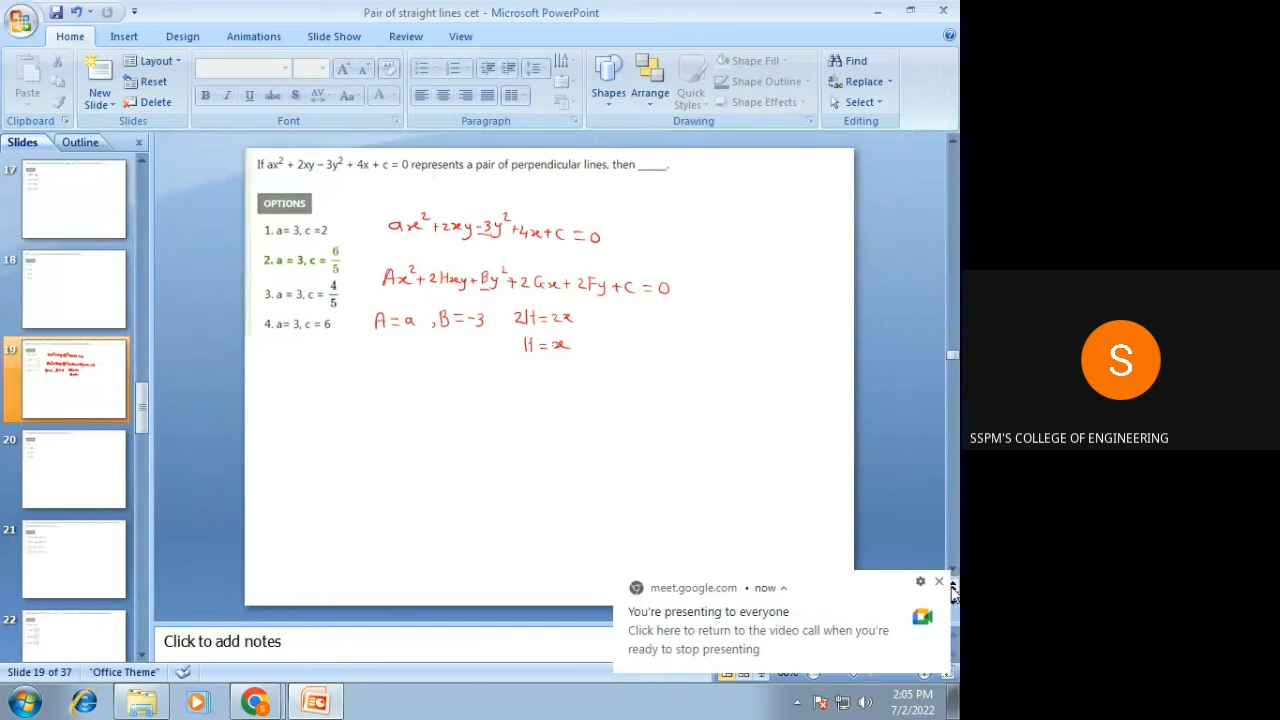 Pair of straight lines cet - Microsoft PowerPoint
Home Insert Design Animations Slide Show Review View
Paste
Clipboard
New Slide
Layout
Reset
Delete
Slides
B I U abc S AV Aa A
Font
Paragraph
Shapes Arrange Quick Styles
Shape Fill
Shape Outline
Shape Effects
Drawing
Find
Replace
Select
Editing
Slides Outline
17
18
19
20
21
22
If ax² + 2xy – 3y² + 4x + c = 0 represents a pair of perpendicular lines, then _____.
OPTIONS
1. a= 3, c =2
2. a = 3, c = 6/5
3. a = 3, c = 4/5
4. a= 3, c = 6
ax² +2xy -3y² +4x + c = 0
Ax² + 2Hxy + By² + 2Gx + 2Fy + C = 0
A = a , B = -3 2H = 2x
H = x
SSPM'S COLLEGE OF ENGINEERING
S
meet.google.com • now
You're presenting to everyone
Click here to return to the video call when you're
ready to stop presenting
Click to add notes
Slide 19 of 37 "Office Theme"
2:05 PM
7/2/2022